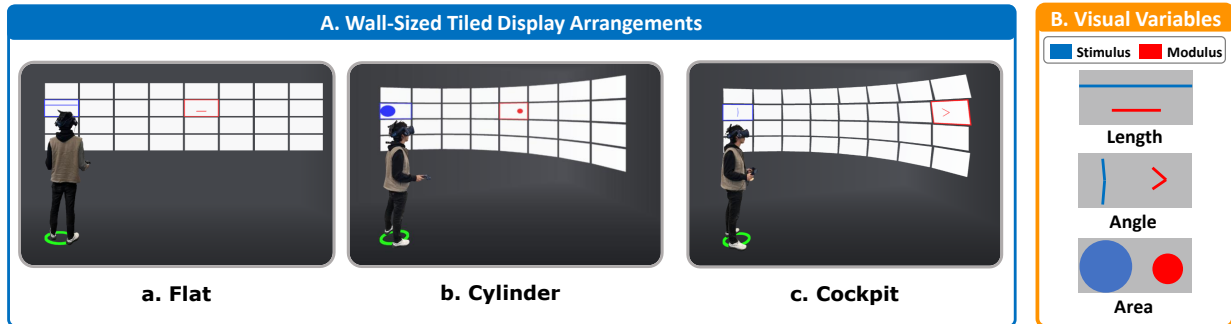 A. Wall-Sized Tiled Display Arrangements
a. Flat
b. Cylinder
c. Cockpit
B. Visual Variables
Stimulus Modulus
Length
Angle
Area